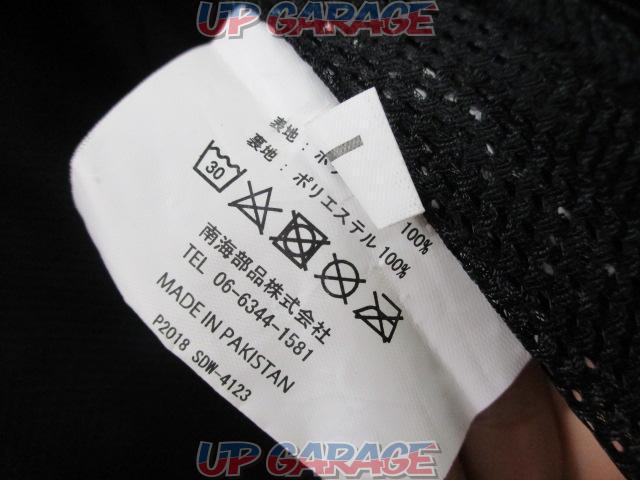 UP GARAGE
表地：ポ 100%
裏地：ポリエステル 100%
30
南海部品株式会社
TEL 06-6344-1581
MADE IN PAKISTAN
P2018 SDW-4123
UP GARAGE